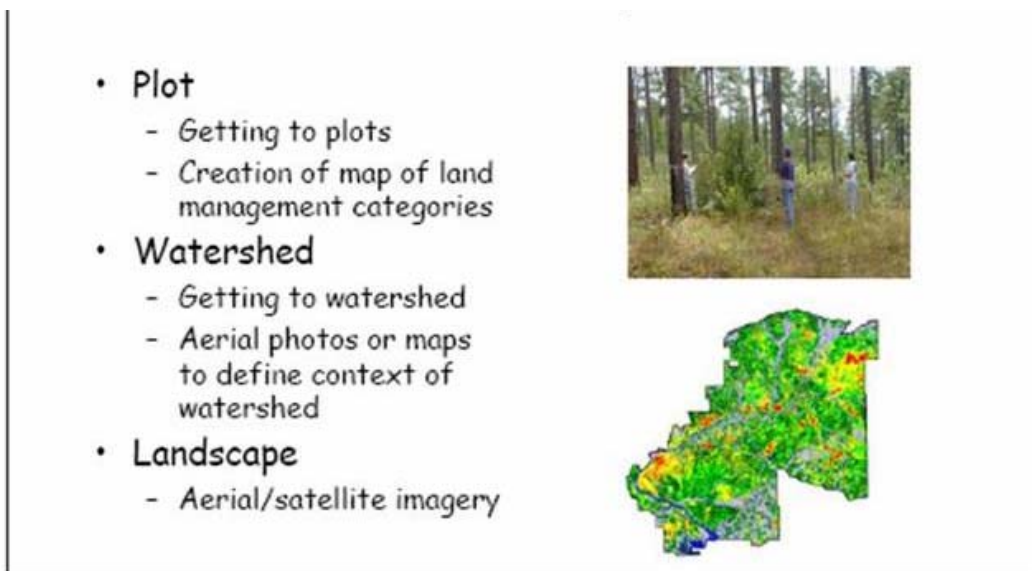 • Plot
- Getting to plots
- Creation of map of land
management categories
• Watershed
- Getting to watershed
- Aerial photos or maps
to define context of
watershed
• Landscape
- Aerial/satellite imagery